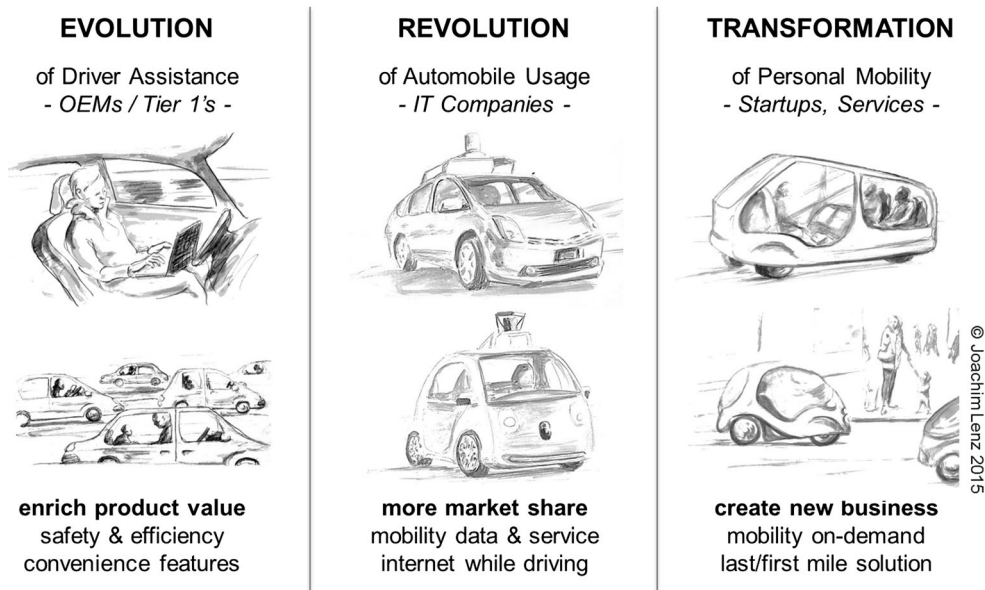 EVOLUTION
of Driver Assistance
- OEMs / Tier 1's -
enrich product value
safety & efficiency
convenience features
REVOLUTION
of Automobile Usage
- IT Companies -
more market share
mobility data & service
internet while driving
TRANSFORMATION
of Personal Mobility
- Startups, Services -
create new business
mobility on-demand
last/first mile solution
© Joachim Lenz 2015